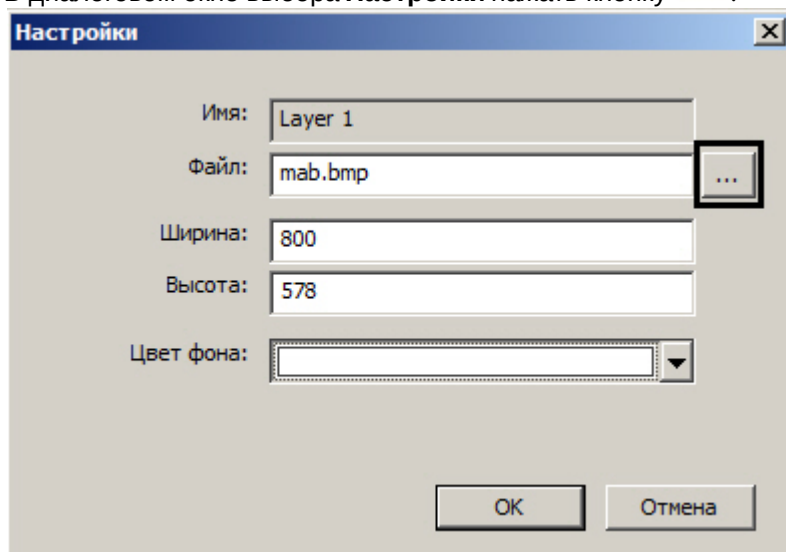 Настройки
Имя: Layer 1
Файл: mab.bmp ...
Ширина: 800
Высота: 578
Цвет фона:
OK Отмена